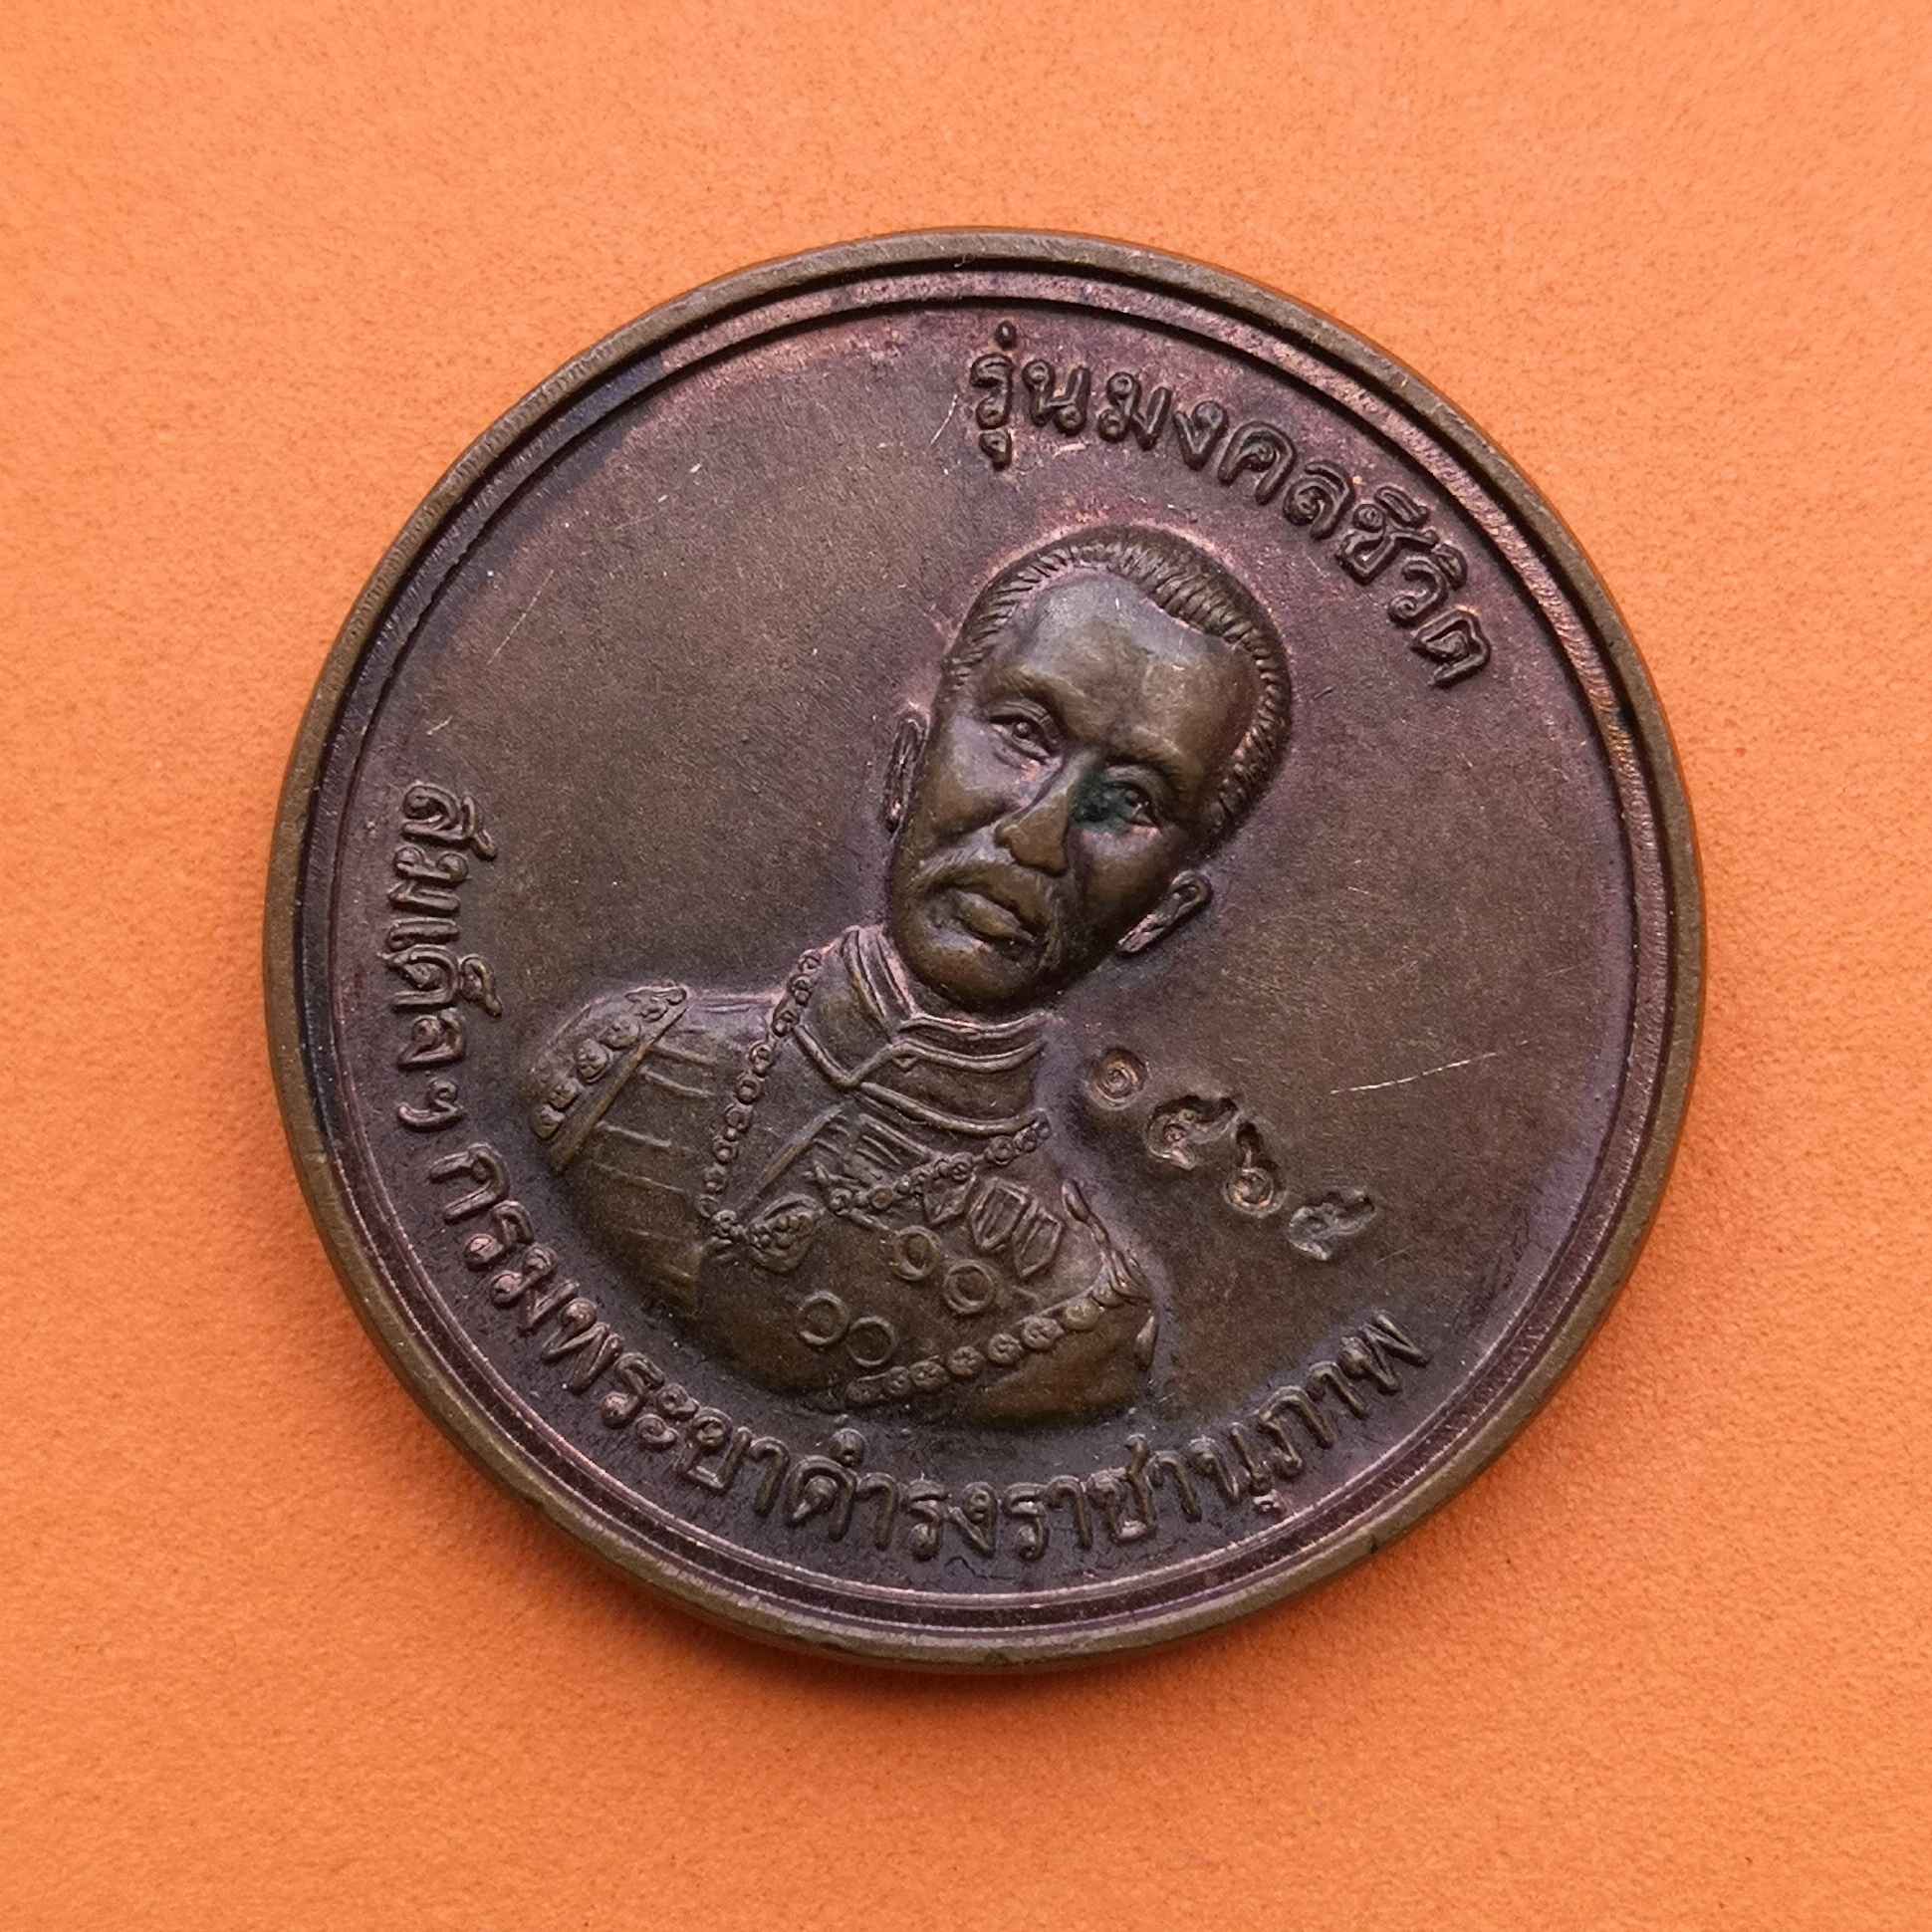 รุ่นมงคลชีวิต
๑๕๖๕
สมเด็จฯ กรมพระยาดำรงราชานุภาพ